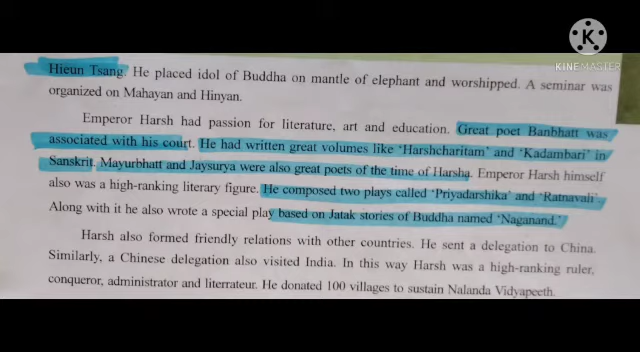 K
KINEMASTER
Hieun Tsang. He placed idol of Buddha on mantle of elephant and worshipped. A seminar was
organized on Mahayan and Hinyan.
Emperor Harsh had passion for literature, art and education. Great poet Banbhatt was
associated with his court. He had written great volumes like 'Harshcharitam' and 'Kadambari' in
Sanskrit. Mayurbhatt and Jaysurya were also great poets of the time of Harsha. Emperor Harsh himself
also was a high-ranking literary figure. He composed two plays called 'Priyadarshika' and 'Ratnavali'.
Along with it he also wrote a special play based on Jatak stories of Buddha named 'Naganand.'
Harsh also formed friendly relations with other countries. He sent a delegation to China.
Similarly, a Chinese delegation also visited India. In this way Harsh was a high-ranking ruler,
conqueror, administrator and literrateur. He donated 100 villages to sustain Nalanda Vidyapeeth.